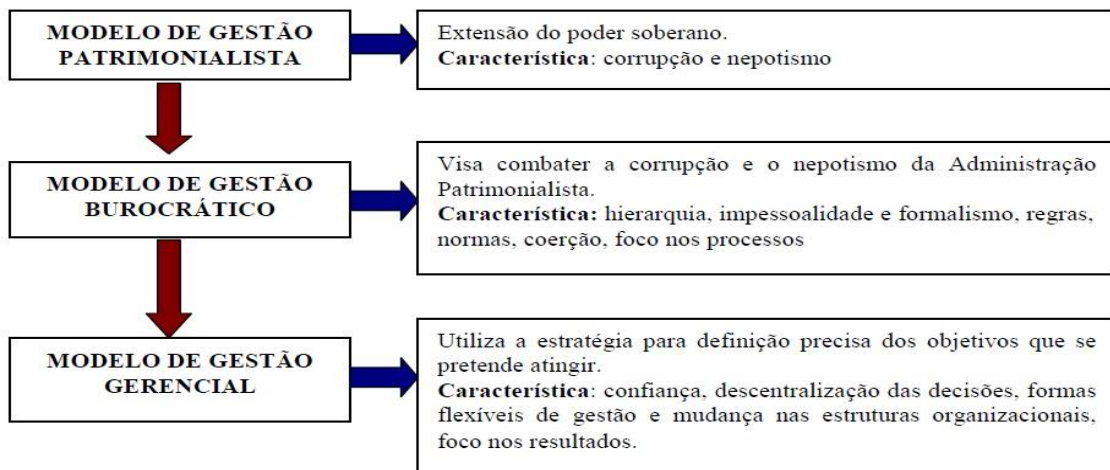 MODELO DE GESTÃO
PATRIMONIALISTA
Extensão do poder soberano.
Característica: corrupção e nepotismo
MODELO DE GESTÃO
BUROCRÁTICO
Visa combater a corrupção e o nepotismo da Administração
Patrimonialista.
Característica: hierarquia, impessoalidade e formalismo, regras,
normas, coerção, foco nos processos
MODELO DE GESTÃO
GERENCIAL
Utiliza a estratégia para definição precisa dos objetivos que se
pretende atingir.
Característica: confiança, descentralização das decisões, formas
flexíveis de gestão e mudança nas estruturas organizacionais,
foco nos resultados.